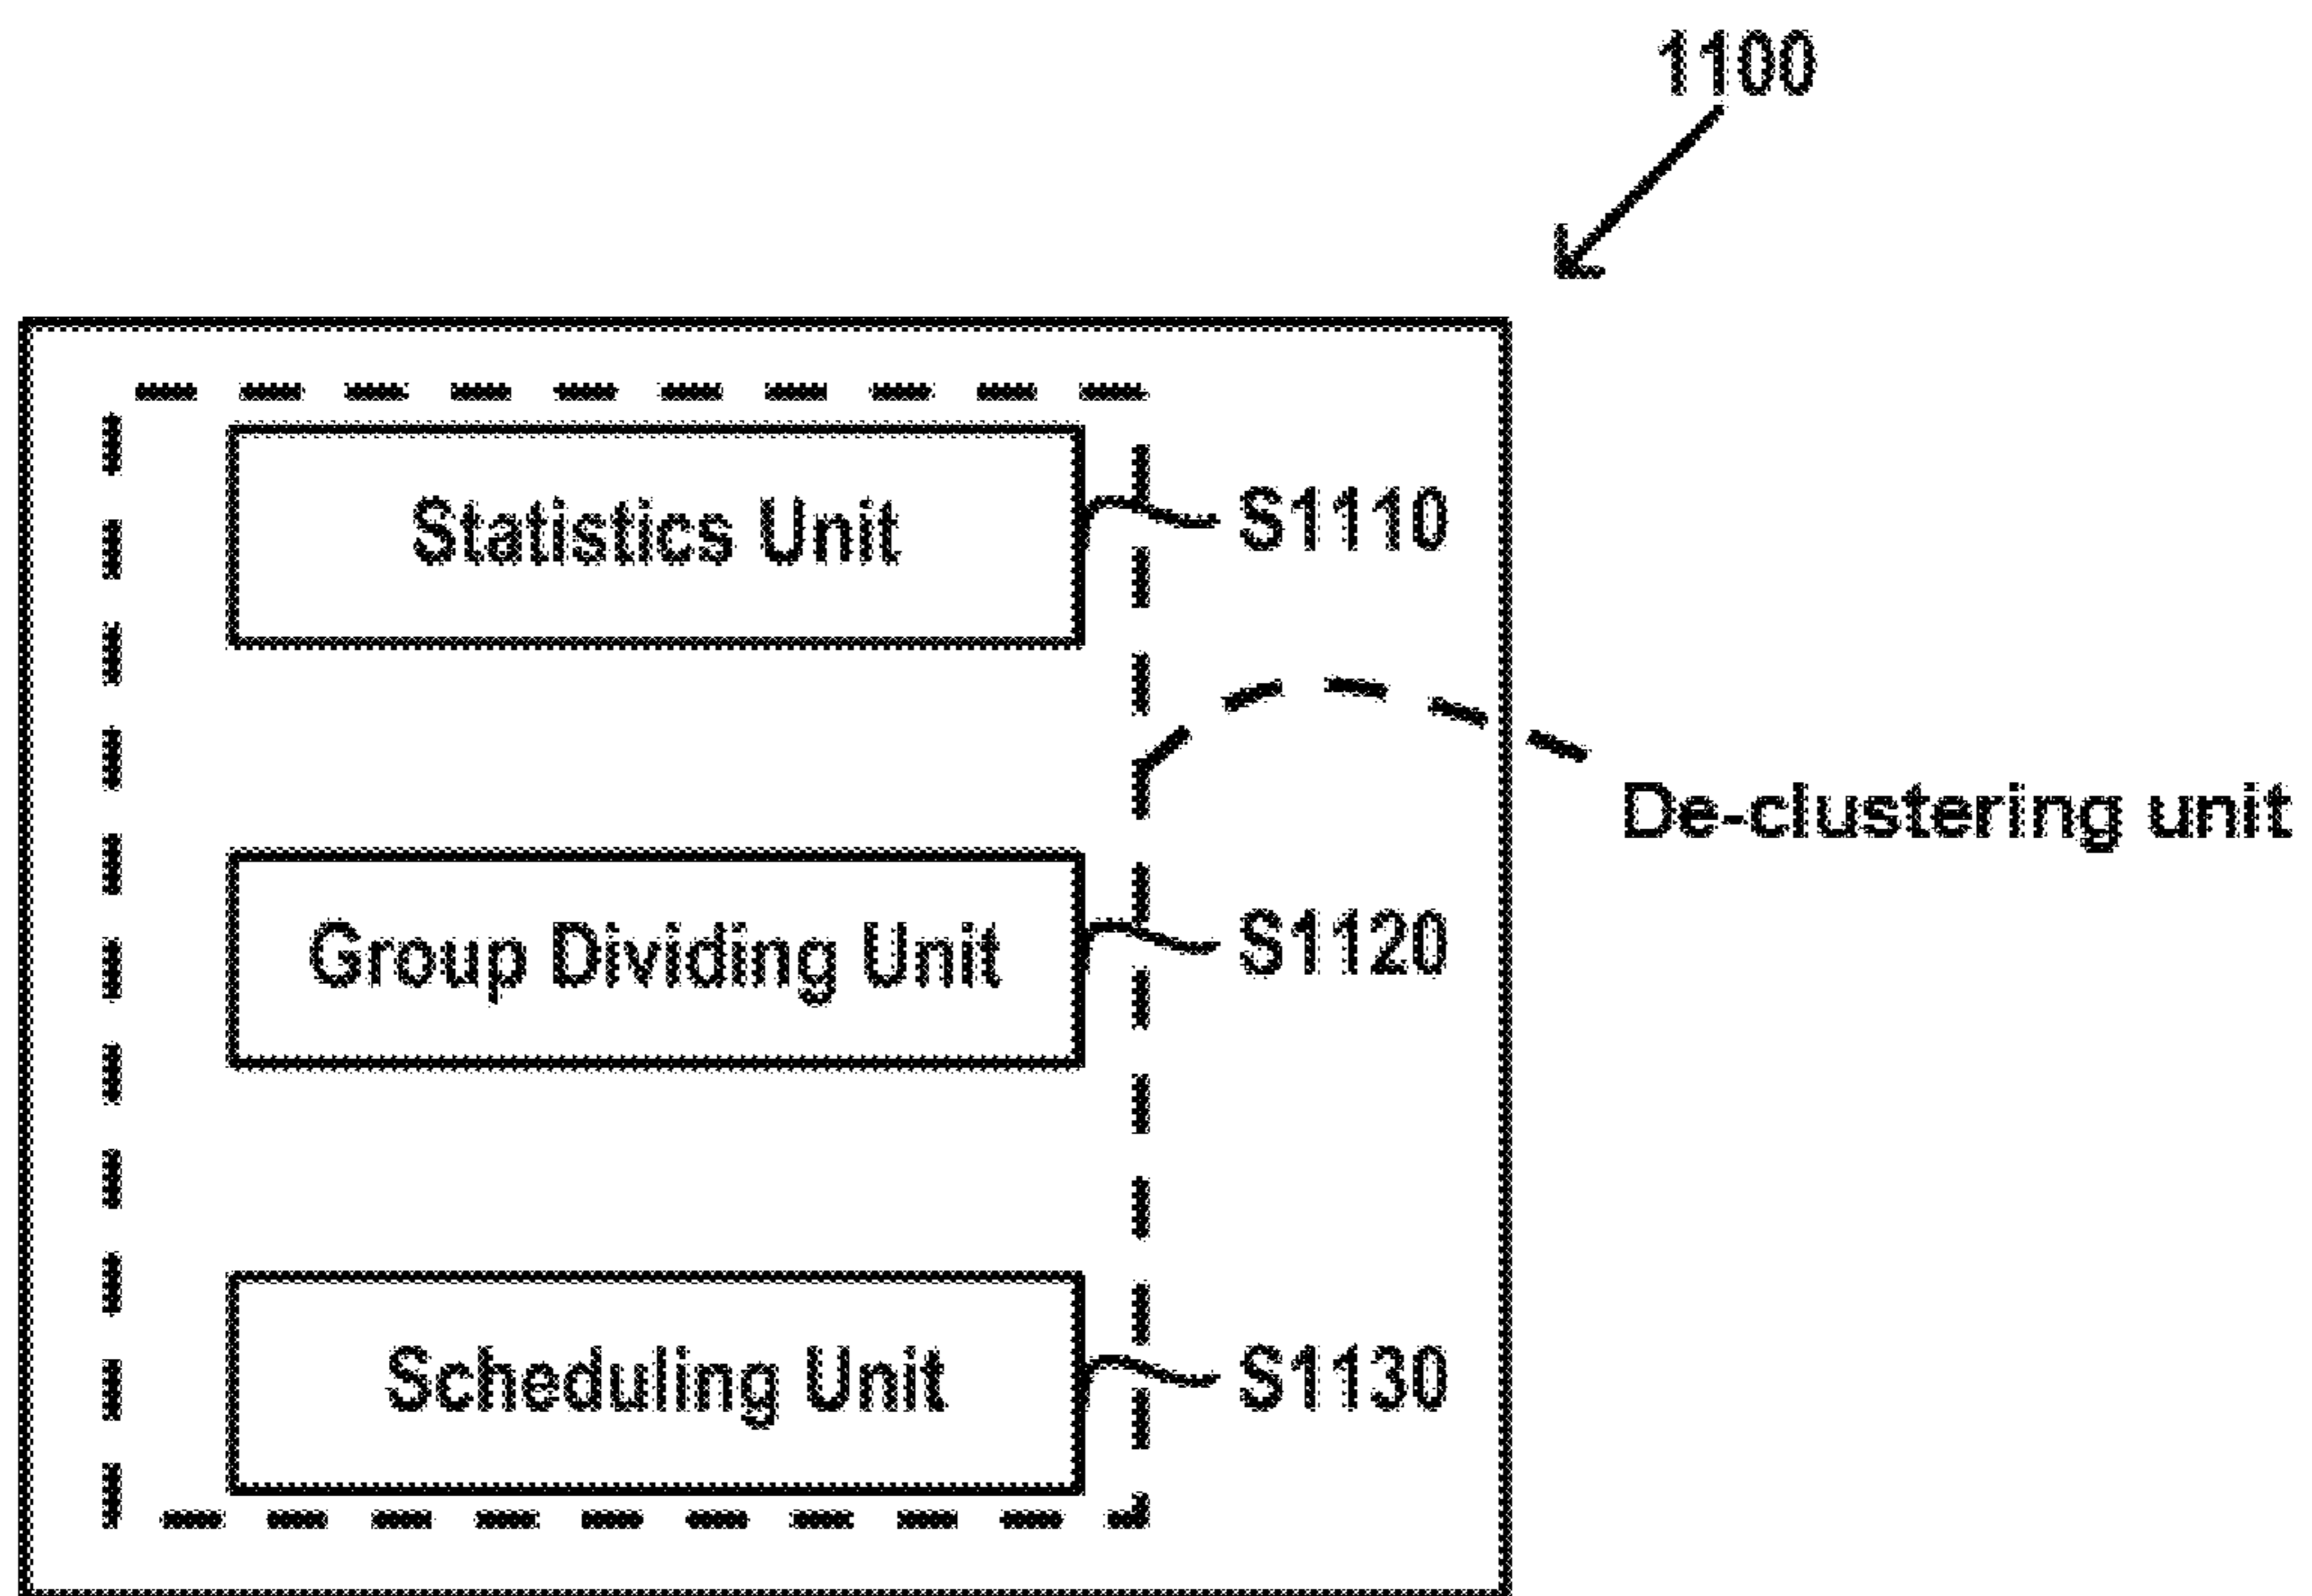 1100
Statistics Unit
S1110
De-clustering unit
Group Dividing Unit
S1120
Scheduling Unit
S1130